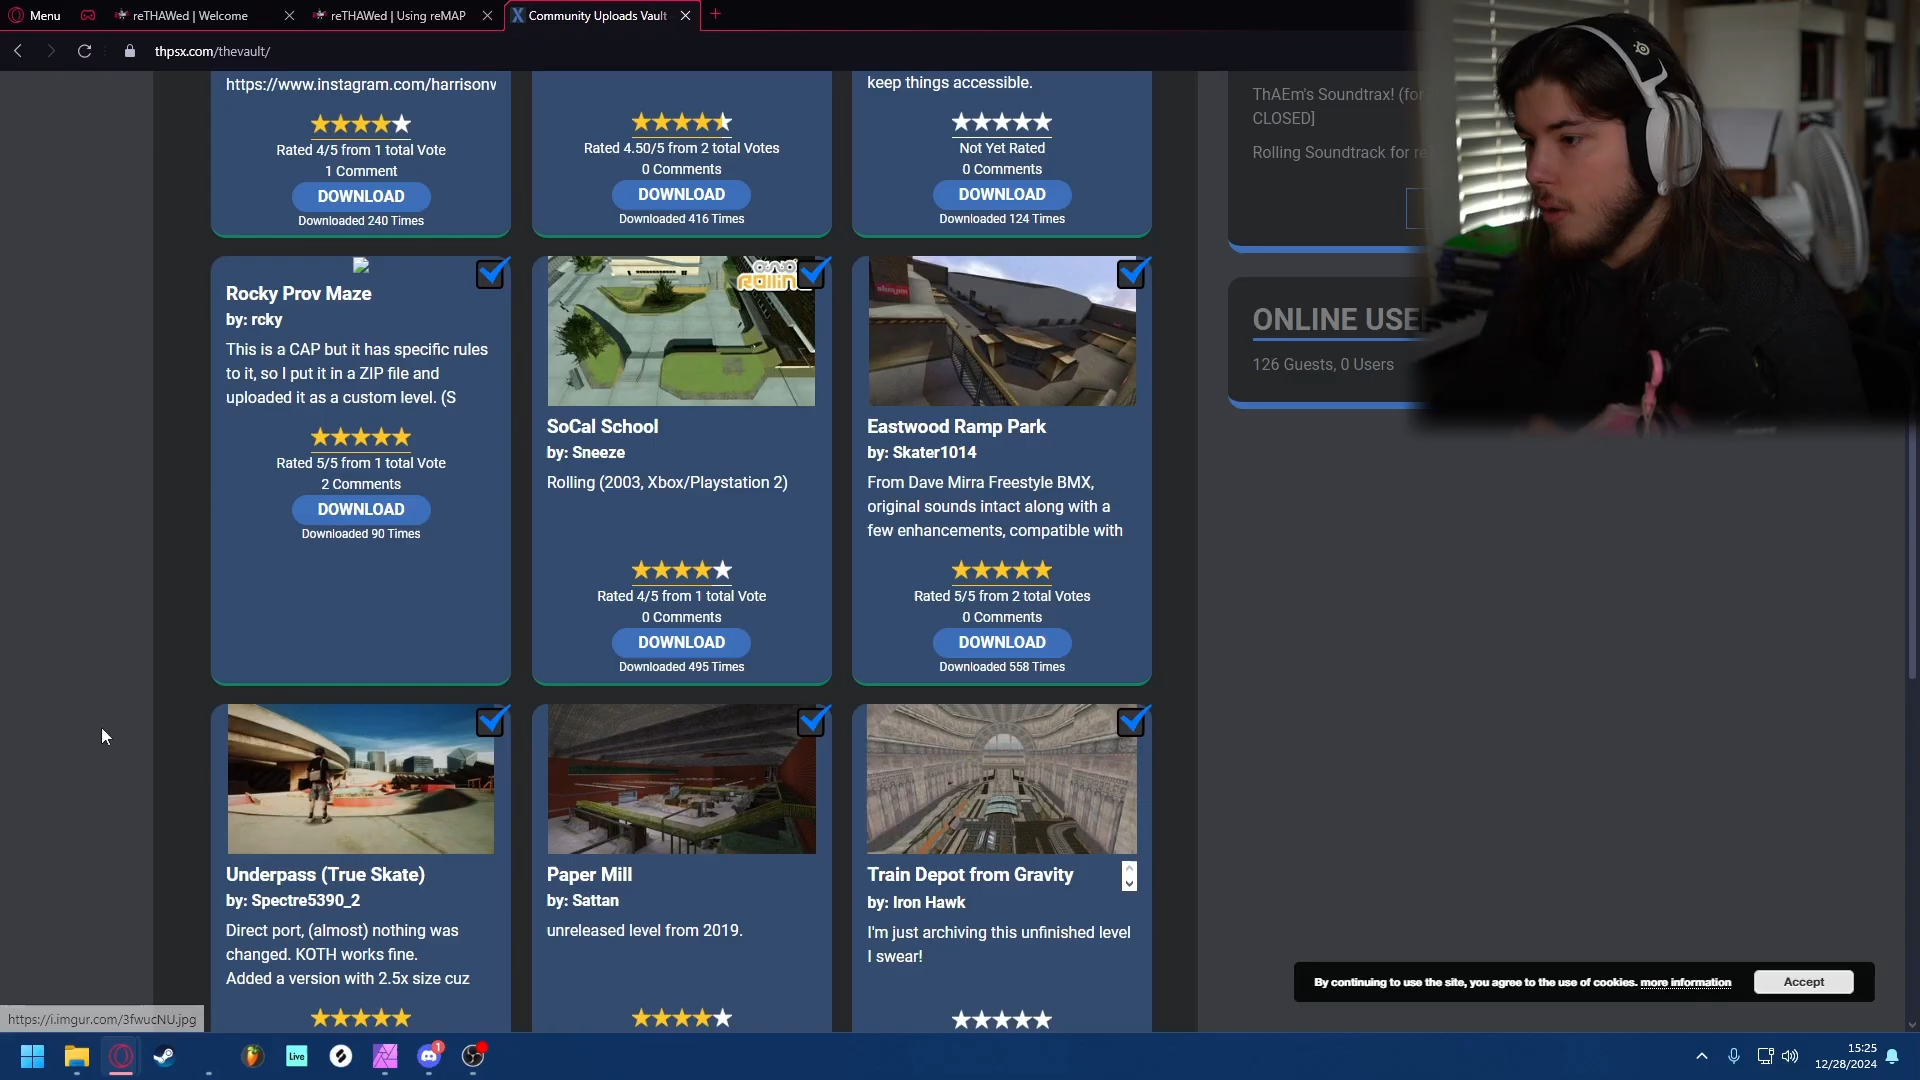 Menu
reTHAWed | Welcome
reTHAWed | Using reMAP
Community Uploads Vault
thpsx.com/thevault/
https://www.instagram.com/harrisonv
Rated 4/5 from 1 total Vote
1 Comment
DOWNLOAD
Downloaded 240 Times
Rated 4.50/5 from 2 total Votes
0 Comments
DOWNLOAD
Downloaded 416 Times
keep things accessible.
Not Yet Rated
0 Comments
DOWNLOAD
Downloaded 124 Times
ThAEm's Soundtrax! (for
CLOSED]
Rolling Soundtrack for re
Rocky Prov Maze
by: rcky
This is a CAP but it has specific rules
to it, so I put it in a ZIP file and
uploaded it as a custom level. (S
Rated 5/5 from 1 total Vote
2 Comments
DOWNLOAD
Downloaded 90 Times
SoCal School
by: Sneeze
Rolling (2003, Xbox/Playstation 2)
Rated 4/5 from 1 total Vote
0 Comments
DOWNLOAD
Downloaded 495 Times
Eastwood Ramp Park
by: Skater1014
From Dave Mirra Freestyle BMX,
original sounds intact along with a
few enhancements, compatible with
Rated 5/5 from 2 total Votes
0 Comments
DOWNLOAD
Downloaded 558 Times
ONLINE USE
126 Guests, 0 Users
Underpass (True Skate)
by: Spectre5390_2
Direct port, (almost) nothing was
changed. KOTH works fine.
Added a version with 2.5x size cuz
Paper Mill
by: Sattan
unreleased level from 2019.
Train Depot from Gravity
by: Iron Hawk
I'm just archiving this unfinished level
I swear!
By continuing to use the site, you agree to the use of cookies. more information
Accept
https://i.imgur.com/3fwucNU.jpg
Live
1
15:25
12/28/2024